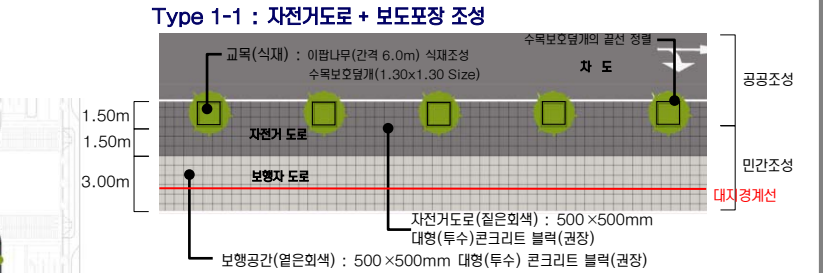 Type 1-1 : 자전거도로 + 보도포장 조성
수목보호덮개의 끝선 정렬
교목(식재) : 이팝나무(간격 6.0m) 식재조성
수목보호덮개(1.30x1.30 Size)
차 도
공공조성
1.50m
1.50m
자전거 도로
3.00m
보행자 도로
민간조성
대지경계선
자전거도로(짙은회색) : 500×500mm
대형(투수)콘크리트 블럭(권장)
보행공간(옅은회색) : 500×500mm 대형(투수) 콘크리트 블럭(권장)